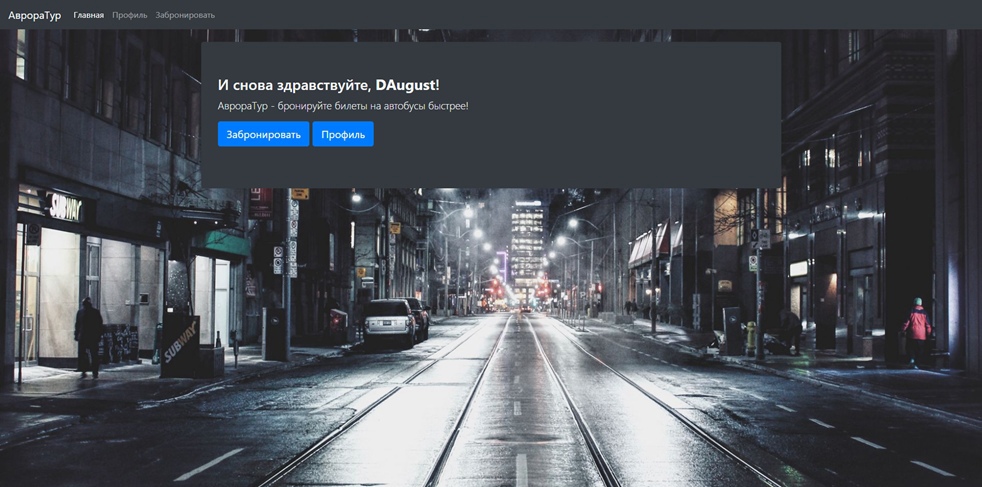 АврораТур Главная Профиль Забронировать
И снова здравствуйте, DAugust!
АврораТур - бронируйте билеты на автобусы быстрее!
Забронировать Профиль
SUBWAY
SUBWAY